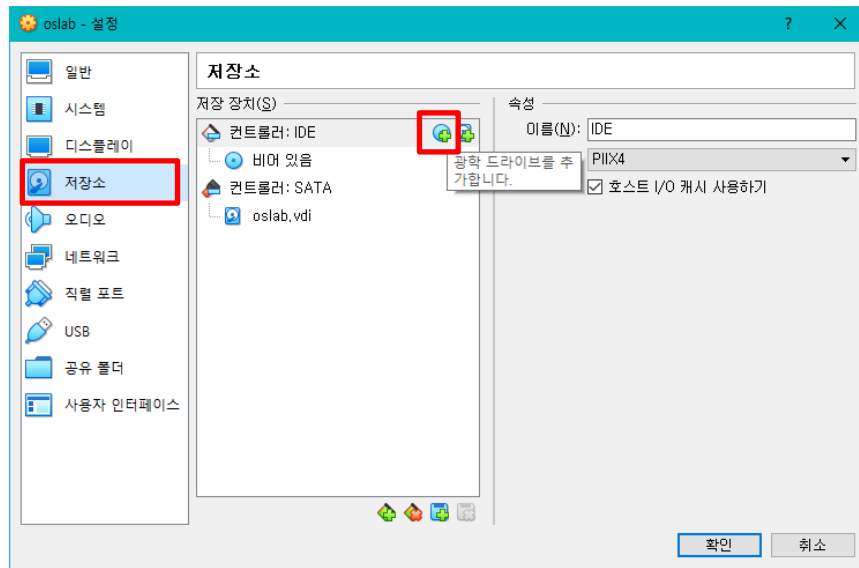 oslab - 설정
?
일반
시스템
디스플레이
저장소
오디오
네트워크
직렬 포트
USB
공유 폴더
사용자 인터페이스
저장소
저장 장치(S)
컨트롤러: IDE
비어 있음
컨트롤러: SATA
oslab.vdi
광학 드라이브를 추
가합니다.
속성
이름(N): IDE
PIIX4
호스트 I/O 캐시 사용하기
확인
취소